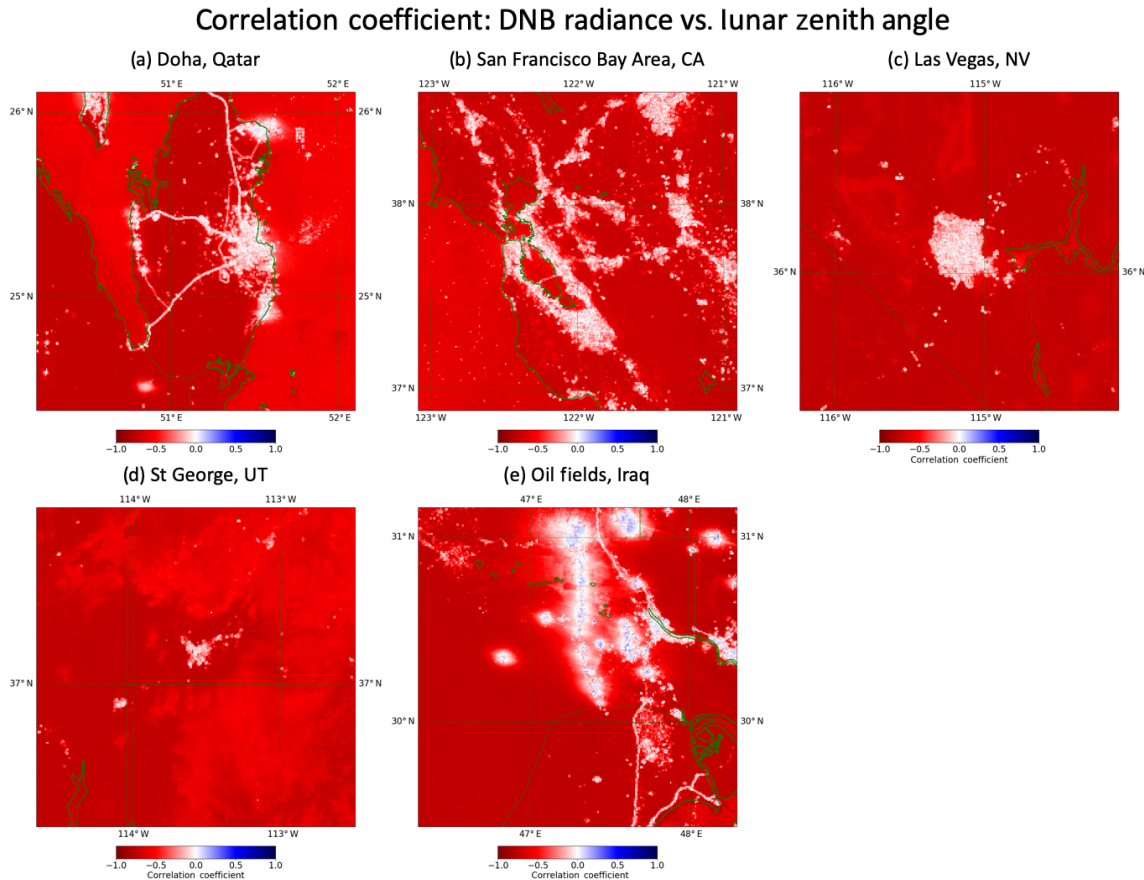 Correlation coefficient: DNB radiance vs. lunar zenith angle
(a) Doha, Qatar
(b) San Francisco Bay Area, CA
(c) Las Vegas, NV
51°E 52°E
123°W 122°W 121°W
116°W 115°W
26°N
26°N
38°N
38°N
36°N
36°N
25°N
25°N
37°N
37°N
51°E 52°E
123°W 122°W 121°W
116°W 115°W
−1.0 −0.5 0.0 0.5 1.0
−1.0 −0.5 0.0 0.5 1.0
−1.0 −0.5 0.0 0.5 1.0
Correlation coefficient
(d) St George, UT
(e) Oil fields, Iraq
114°W 113°W
47°E 48°E
31°N
31°N
37°N
37°N
30°N
30°N
114°W 113°W
47°E 48°E
−1.0 −0.5 0.0 0.5 1.0
Correlation coefficient
−1.0 −0.5 0.0 0.5 1.0
Correlation coefficient